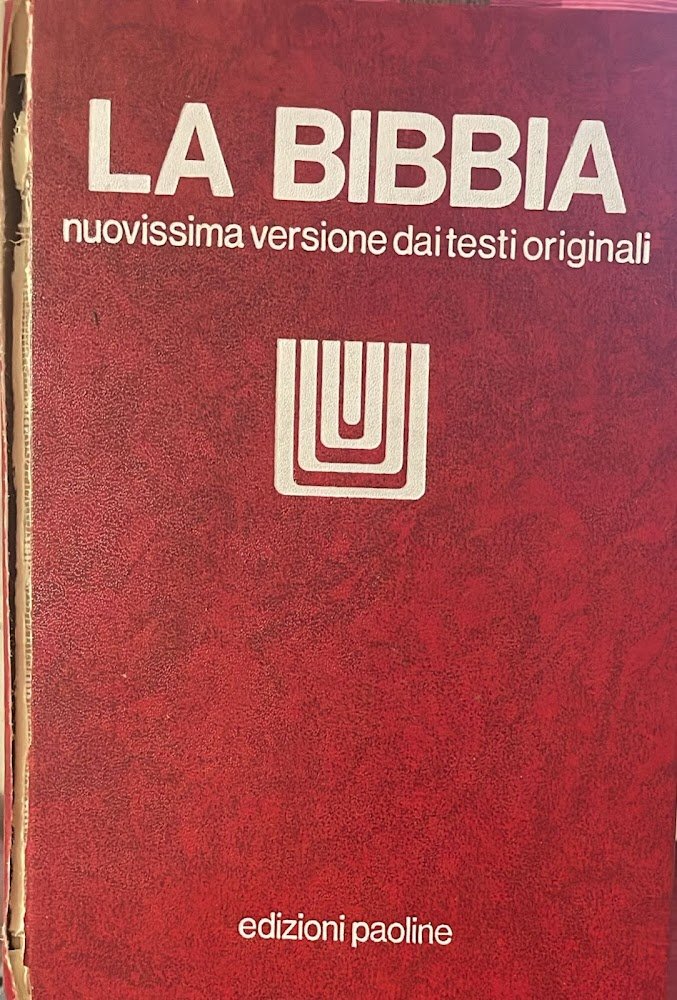 LA BIBBIA
nuovissima versione dai testi originali
edizioni paoline